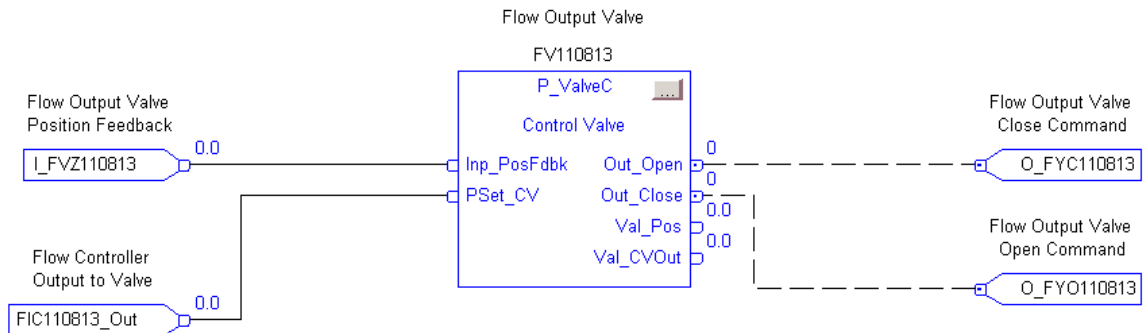 Flow Output Valve
FV110813
P_ValveC
...
Control Valve
Flow Output Valve
Position Feedback
I_FVZ110813
0.0
Inp_PosFdbk
PSet_CV
Flow Controller
Output to Valve
FIC110813_Out
0.0
Out_Open
0
Out_Close
0
Val_Pos
0.0
Val_CVOut
0.0
Flow Output Valve
Close Command
O_FYC110813
Flow Output Valve
Open Command
O_FYO110813